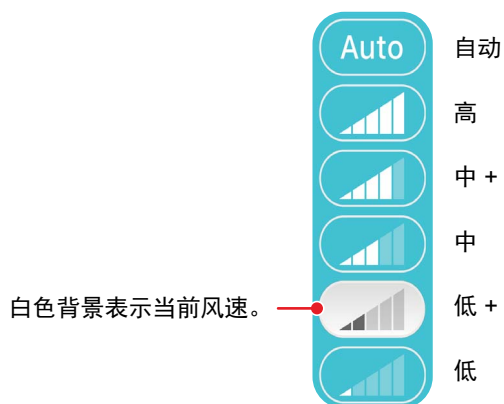 Auto 自动
高
中 +
中
白色背景表示当前风速。 低 +
低